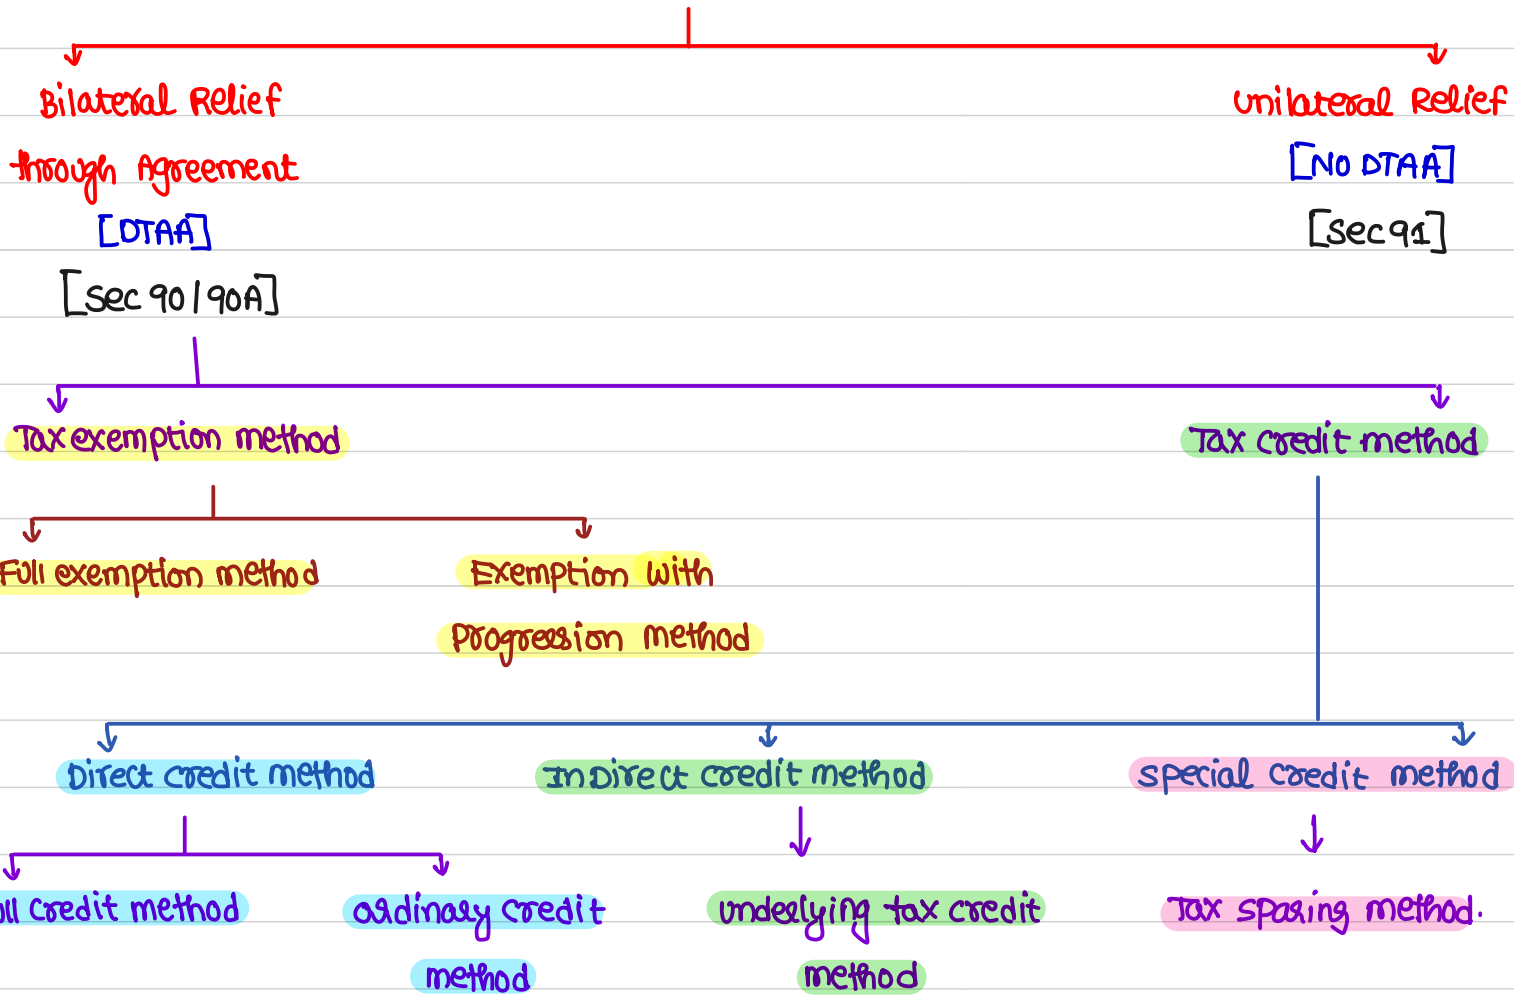 Bilateral Relief
Unilateral Relief
through Agreement
[NO DTAA]
[DTAA]
[Sec 91]
[Sec 90/90A]
Tax exemption method
Tax credit method
Full exemption method
Exemption with
Progression method
Direct credit method
InDirect credit method
special credit method
ull credit method
ordinary credit
underlying tax credit
Tax sparing method.
method
method